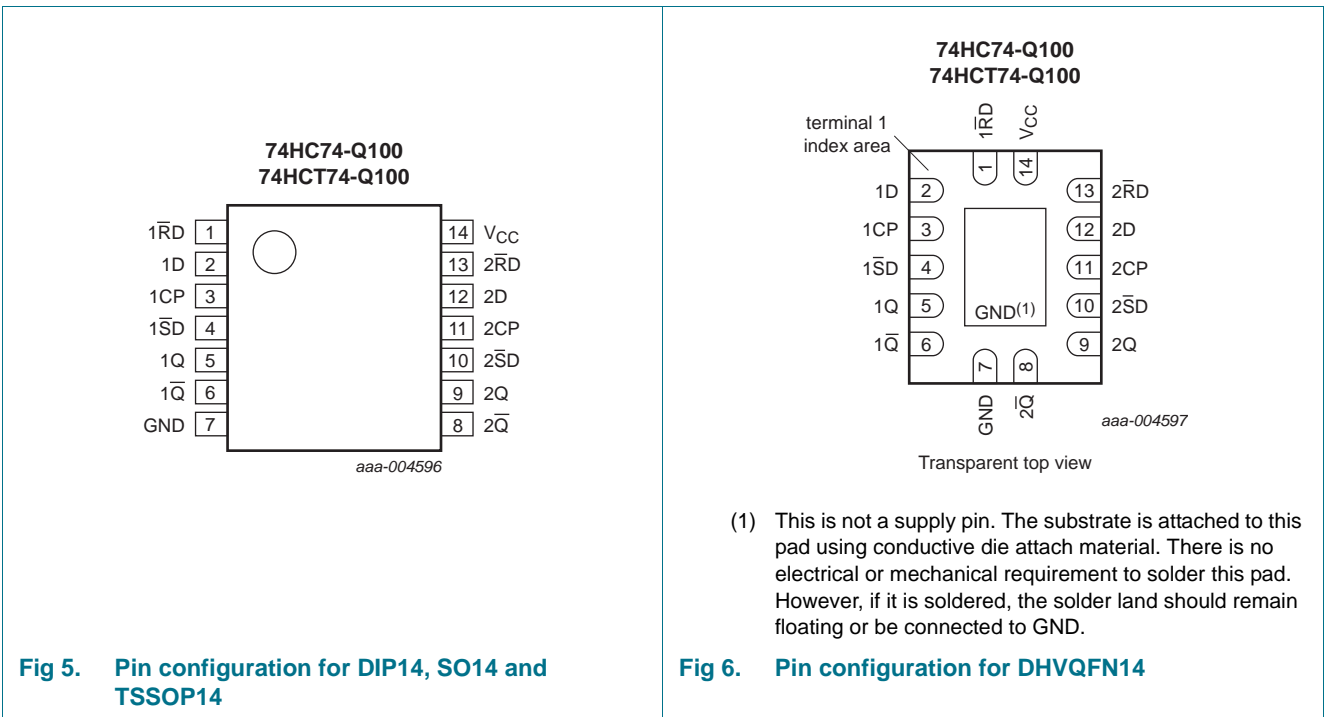 74HC74-Q100
74HCT74-Q100
1R̅D 1
1D 2
1CP 3
1S̅D 4
1Q 5
1Q̅ 6
GND 7
14 VCC
13 2R̅D
12 2D
11 2CP
10 2S̅D
9 2Q
8 2Q̅
aaa-004596
Fig 5. Pin configuration for DIP14, SO14 and
TSSOP14
74HC74-Q100
74HCT74-Q100
terminal 1
index area
1R̅D
VCC
1
14
1D 2
1CP 3
1S̅D 4
1Q 5
1Q̅ 6
13 2R̅D
12 2D
11 2CP
10 2S̅D
9 2Q
GND(1)
7
8
GND
2Q̅
aaa-004597
Transparent top view
(1) This is not a supply pin. The substrate is attached to this
pad using conductive die attach material. There is no
electrical or mechanical requirement to solder this pad.
However, if it is soldered, the solder land should remain
floating or be connected to GND.
Fig 6. Pin configuration for DHVQFN14